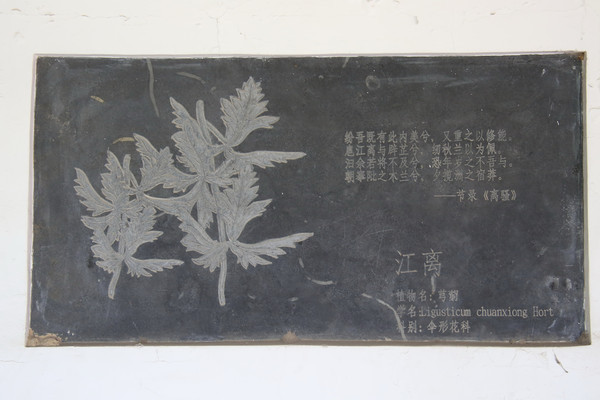 纷吾既有此内美兮，又重之以修能。
扈江离与辟芷兮，纫秋兰以为佩。
汩余若将不及兮，恐年岁之不吾与。
朝搴阰之木兰兮，夕揽洲之宿莽。
——节录《离骚》
江离
植物名：芎䓖
学名：Ligusticum chuanxiong Hort
科别：伞形花科